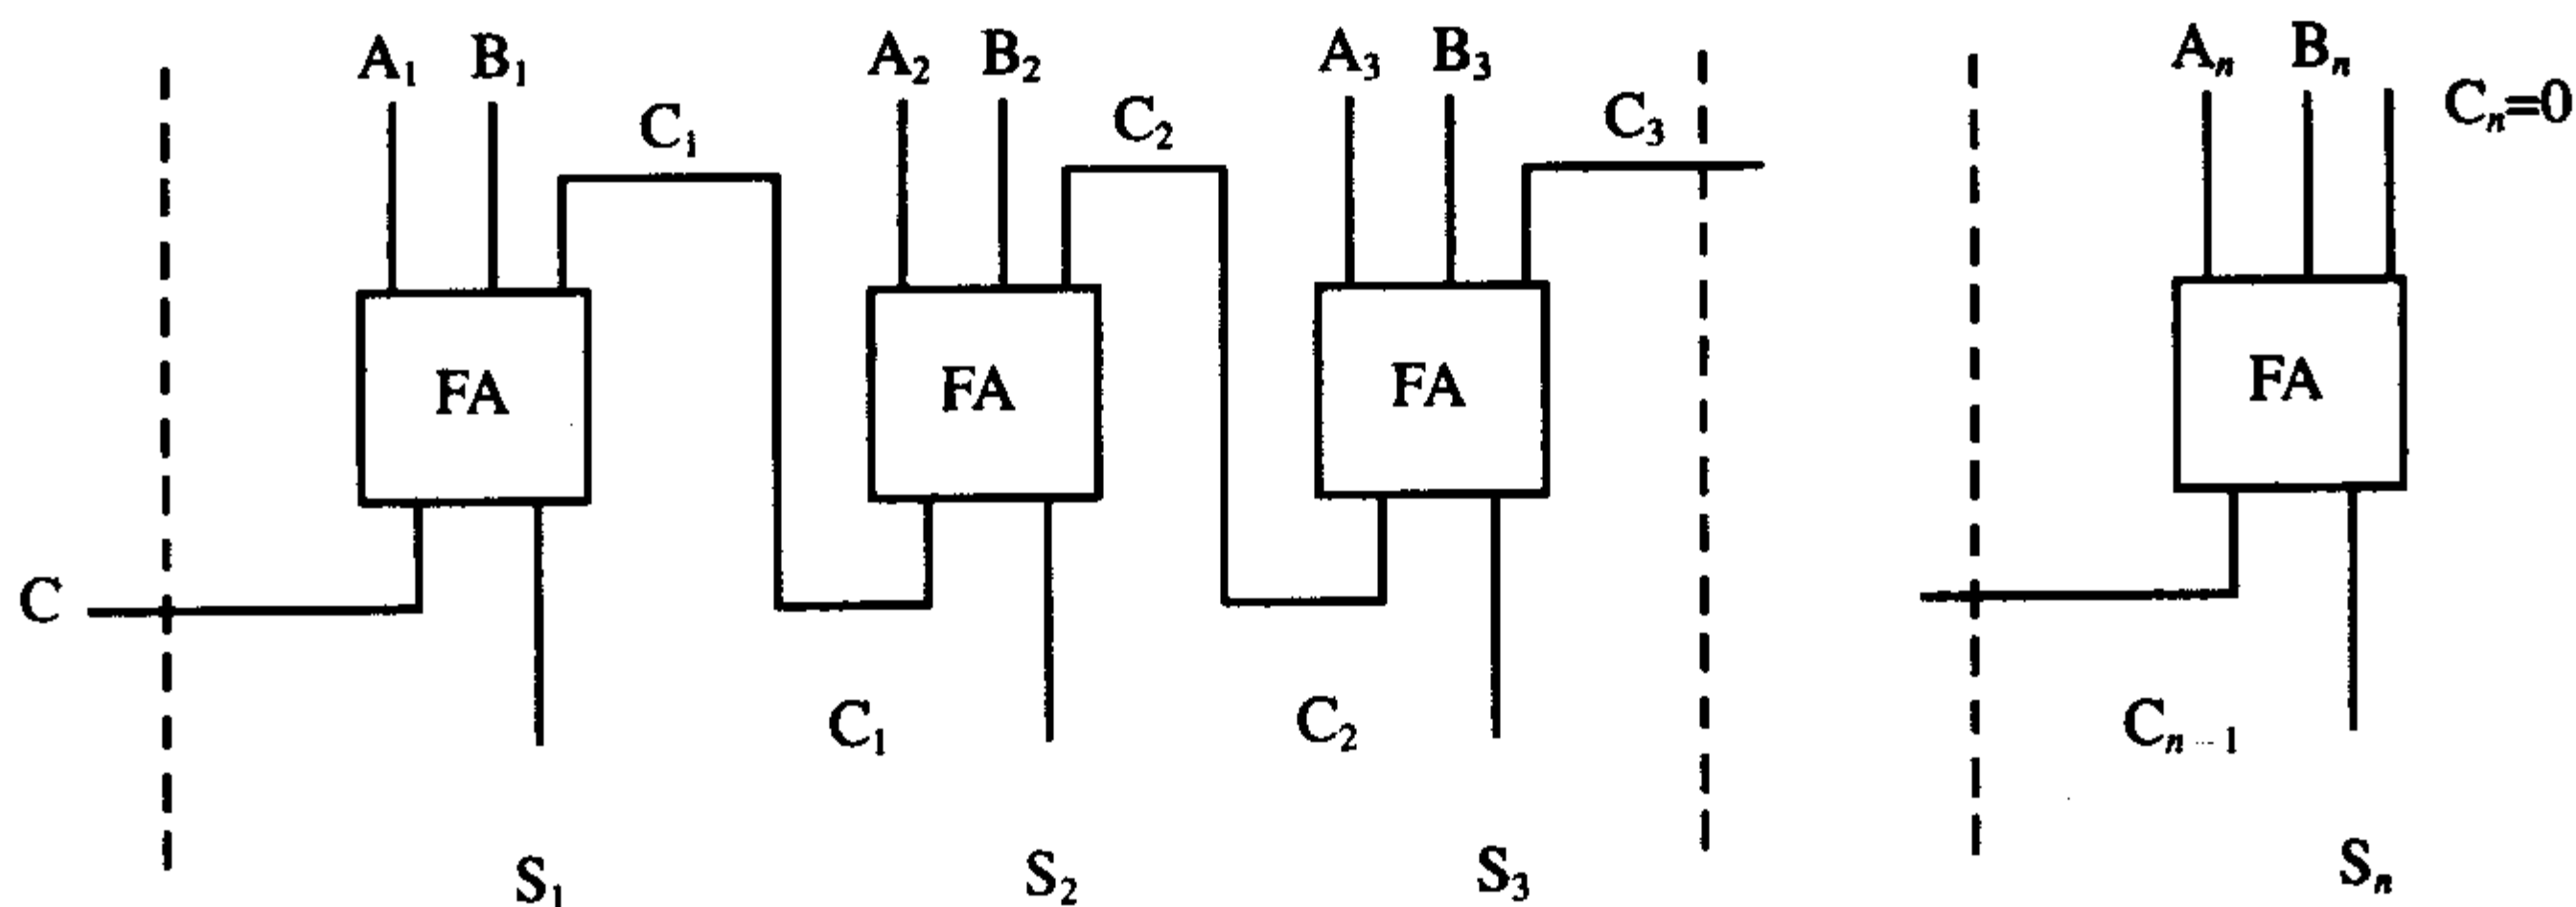 A₁ B₁ A₂ B₂ A₃ B₃ Aₙ Bₙ
C₁ C₂ C₃ Cₙ=0
FA FA FA FA
C
C₁ C₂ Cₙ₋₁
S₁ S₂ S₃ Sₙ